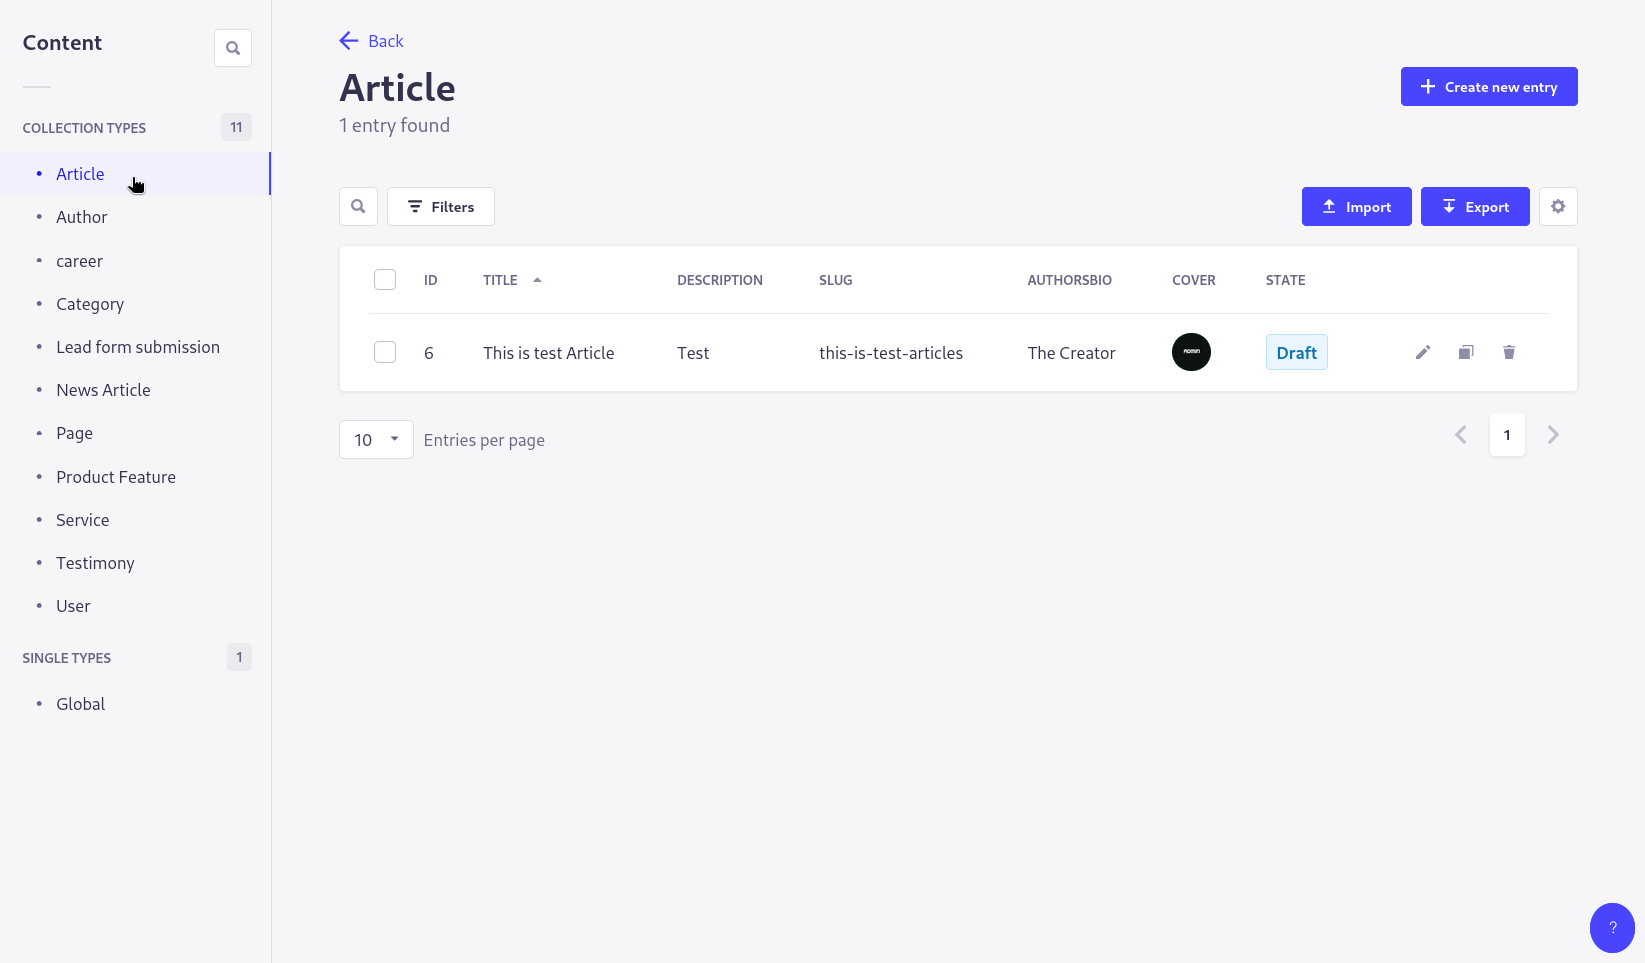 Content
COLLECTION TYPES 11
Article
Author
career
Category
Lead form submission
News Article
Page
Product Feature
Service
Testimony
User
SINGLE TYPES 1
Global
Back
Article
1 entry found
Create new entry
Filters
Import
Export
ID TITLE DESCRIPTION SLUG AUTHORSBIO COVER STATE
6 This is test Article Test this-is-test-articles The Creator ADMIN Draft
10 Entries per page
1
?